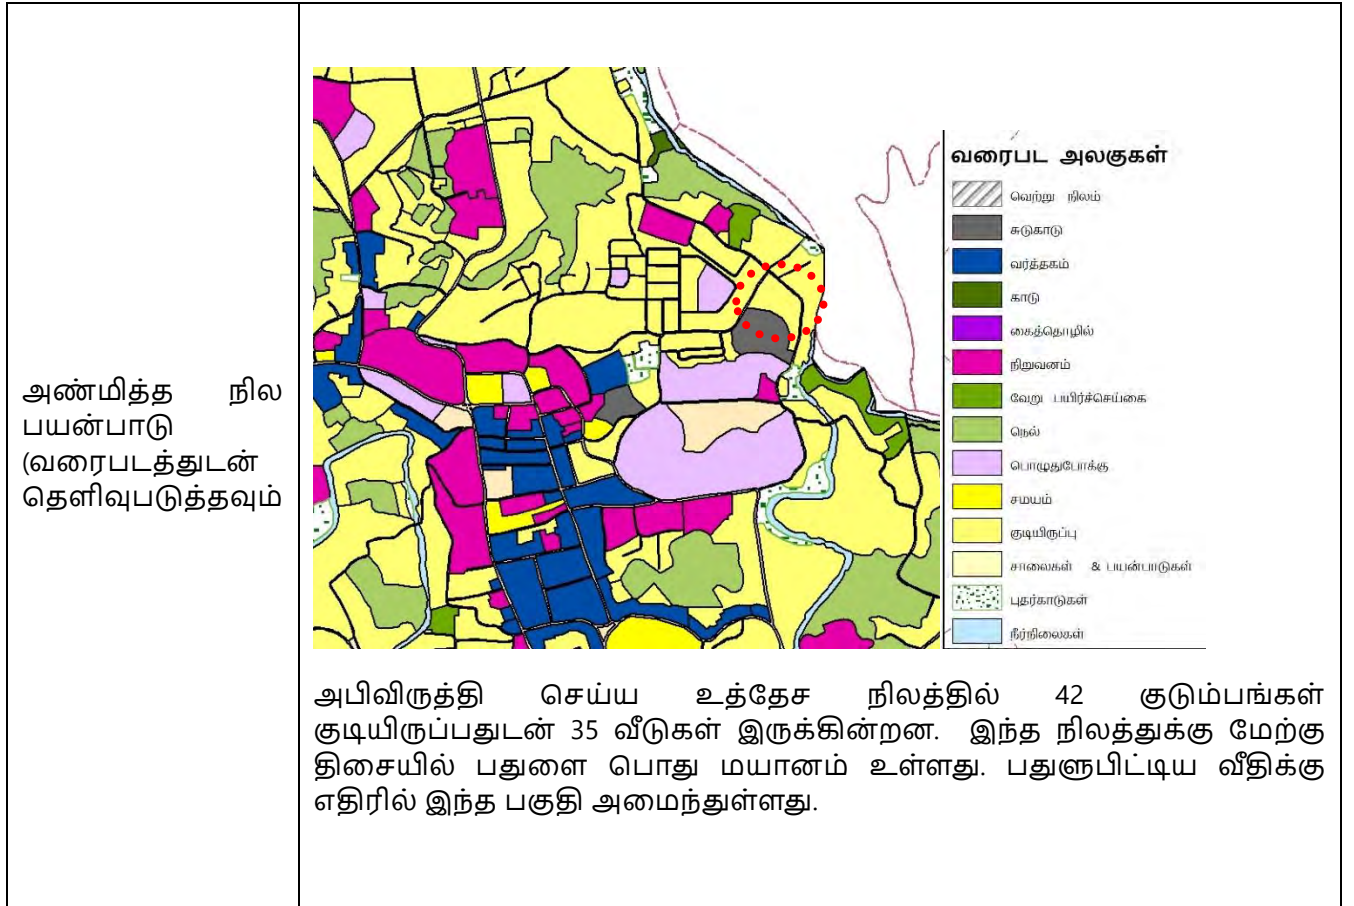 அண்மித்த நில
பயன்பாடு
(வரைபடத்துடன்
தெளிவுபடுத்தவும்
வரைபட அலகுகள்
வெற்று நிலம்
சுடுகாடு
வர்த்தகம்
காடு
கைத்தொழில்
நிறுவனம்
வேறு பயிர்ச்செய்கை
நெல்
பொழுதுபோக்கு
சமயம்
குடியிருப்பு
சாலைகள் & பயன்பாடுகள்
புதர்காடுகள்
நீர்நிலைகள்
அபிவிருத்தி செய்ய உத்தேச நிலத்தில் 42 குடும்பங்கள்
குடியிருப்பதுடன் 35 வீடுகள் இருக்கின்றன. இந்த நிலத்துக்கு மேற்கு
திசையில் பதுளை பொது மயானம் உள்ளது. பதுளுபிட்டிய வீதிக்கு
எதிரில் இந்த பகுதி அமைந்துள்ளது.